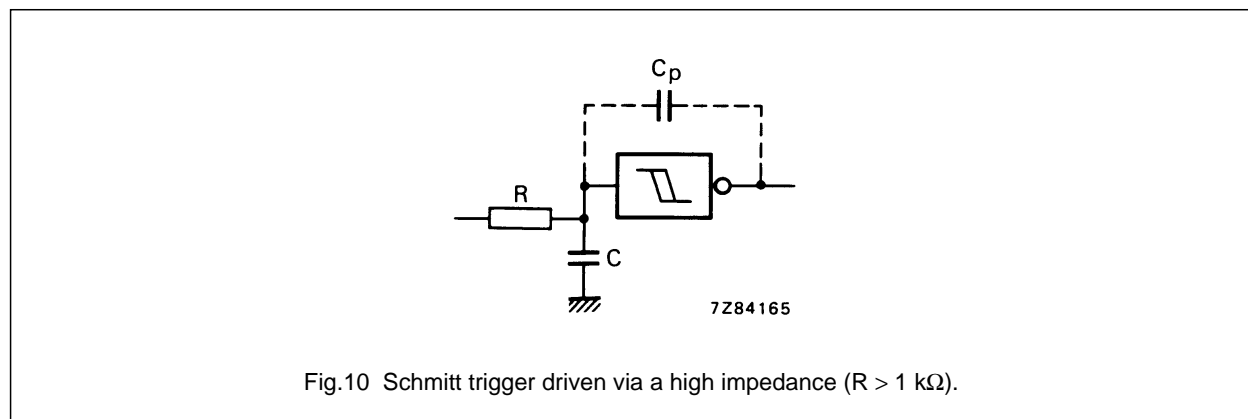 Cp
R
C
7Z84165
Fig.10 Schmitt trigger driven via a high impedance (R > 1 kΩ).